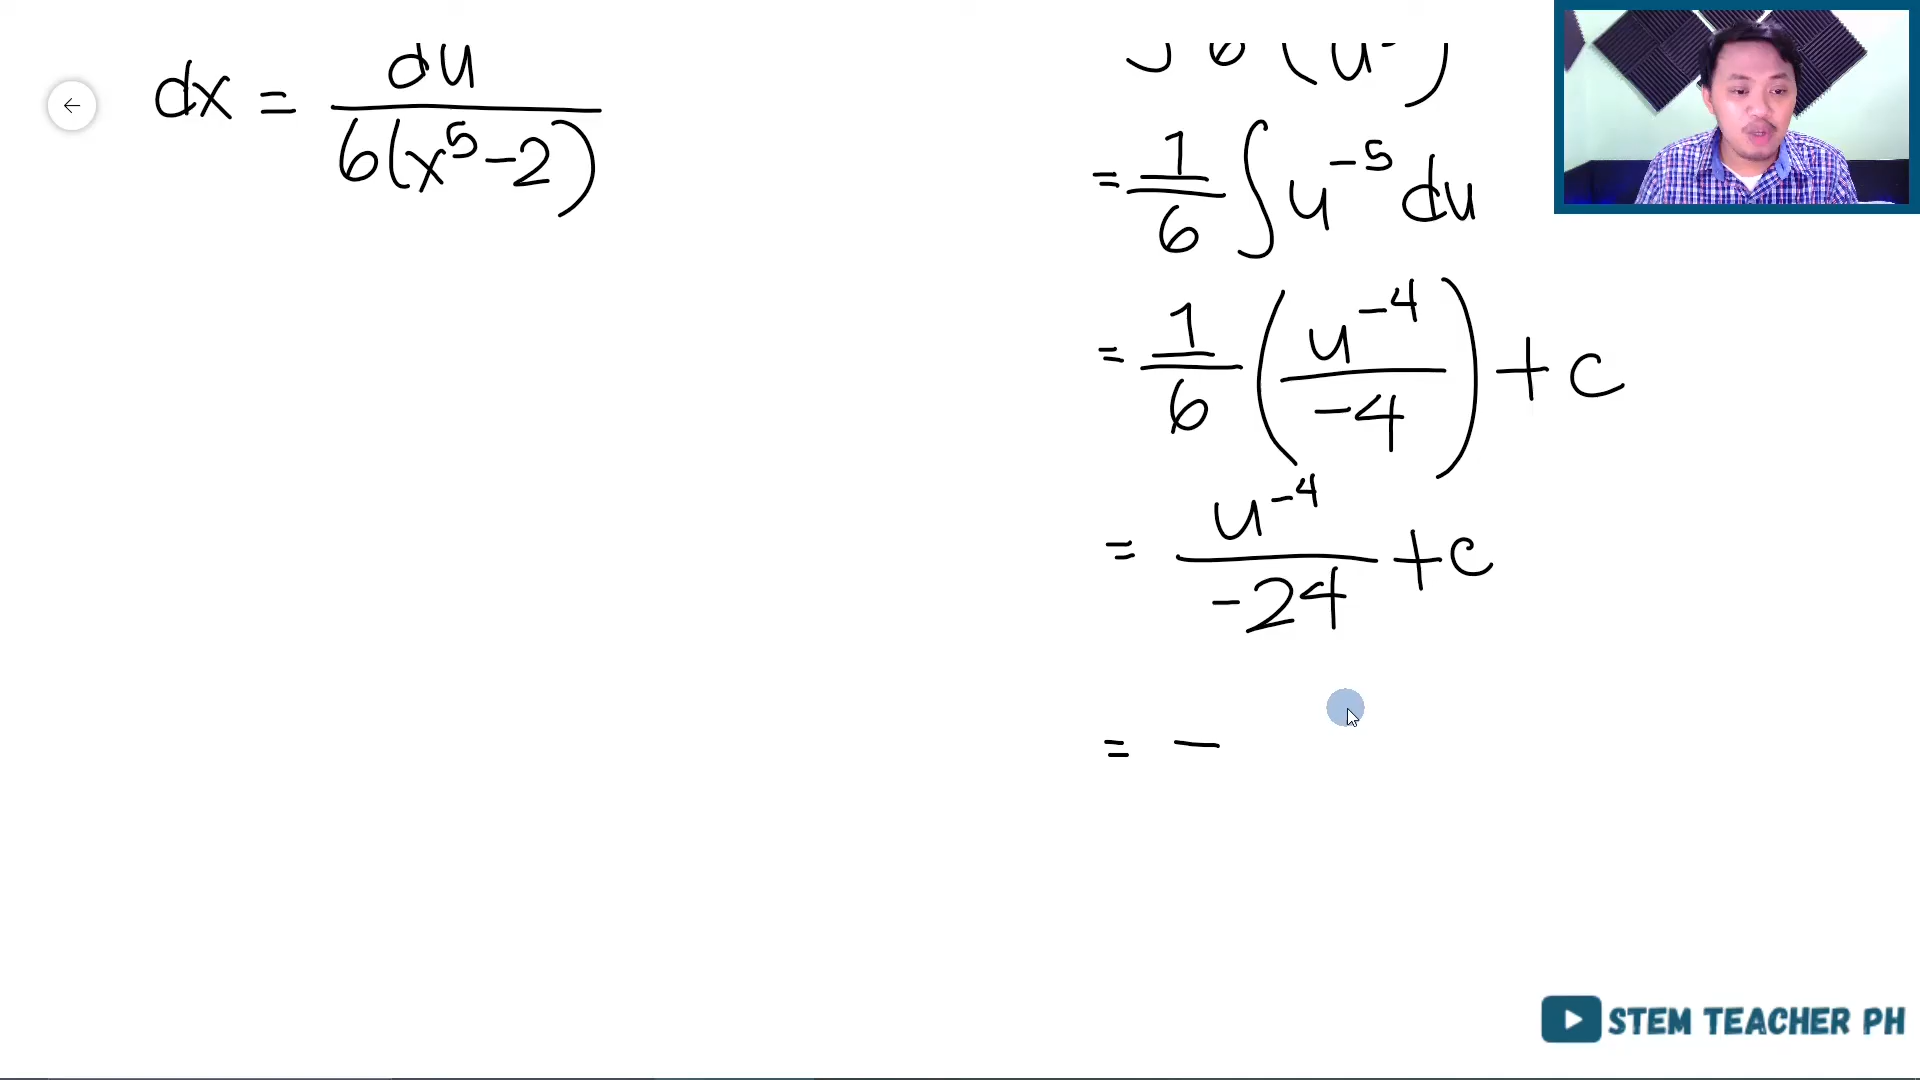 dx = du / 6(x⁵-2)
= 1/6 ∫ u⁻⁵ du
= 1/6 (u⁻⁴ / -4) + c
= u⁻⁴ / -24 + c
= -
STEM TEACHER PH